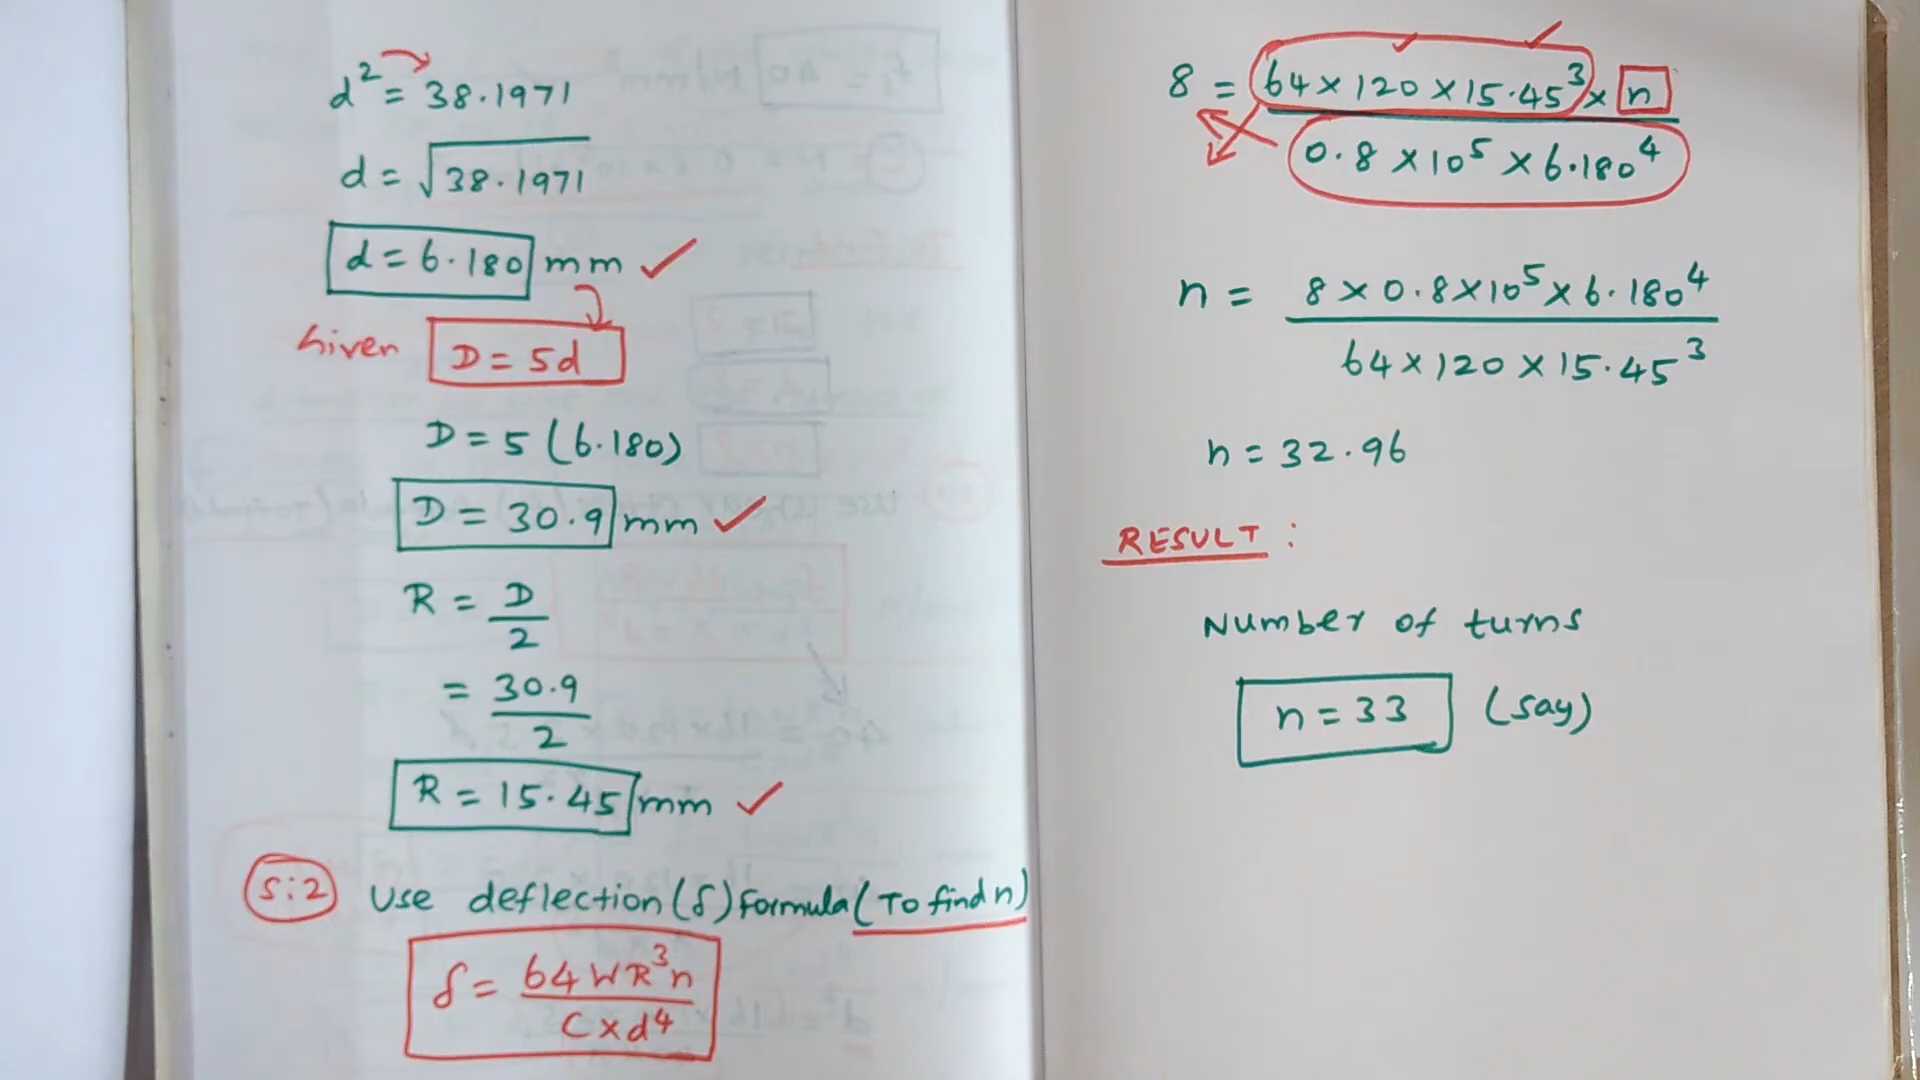 d² = 38.1971
d = √38.1971
d = 6.180 mm ✓
Given D = 5d
D = 5 (6.180)
D = 30.9 mm ✓
R = D/2
= 30.9/2
R = 15.45 mm ✓
S:2 Use deflection (δ) formula (To find n)
δ = 64WR³n / C×d⁴
8 = 64 × 120 × 15.45³ × n / 0.8 × 10⁵ × 6.180⁴
n = 8 × 0.8 × 10⁵ × 6.180⁴ / 64 × 120 × 15.45³
n = 32.96
RESULT :
Number of turns
n = 33 (say)